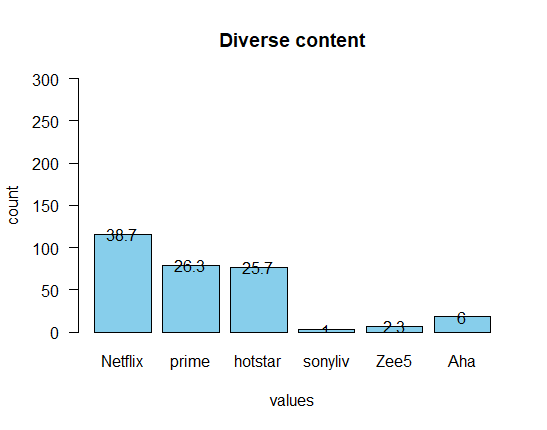 Diverse content
count
300
250
200
150
100
50
0
38.7 26.3 25.7 1 2.3 6
Netflix prime hotstar sonyliv Zee5 Aha
values